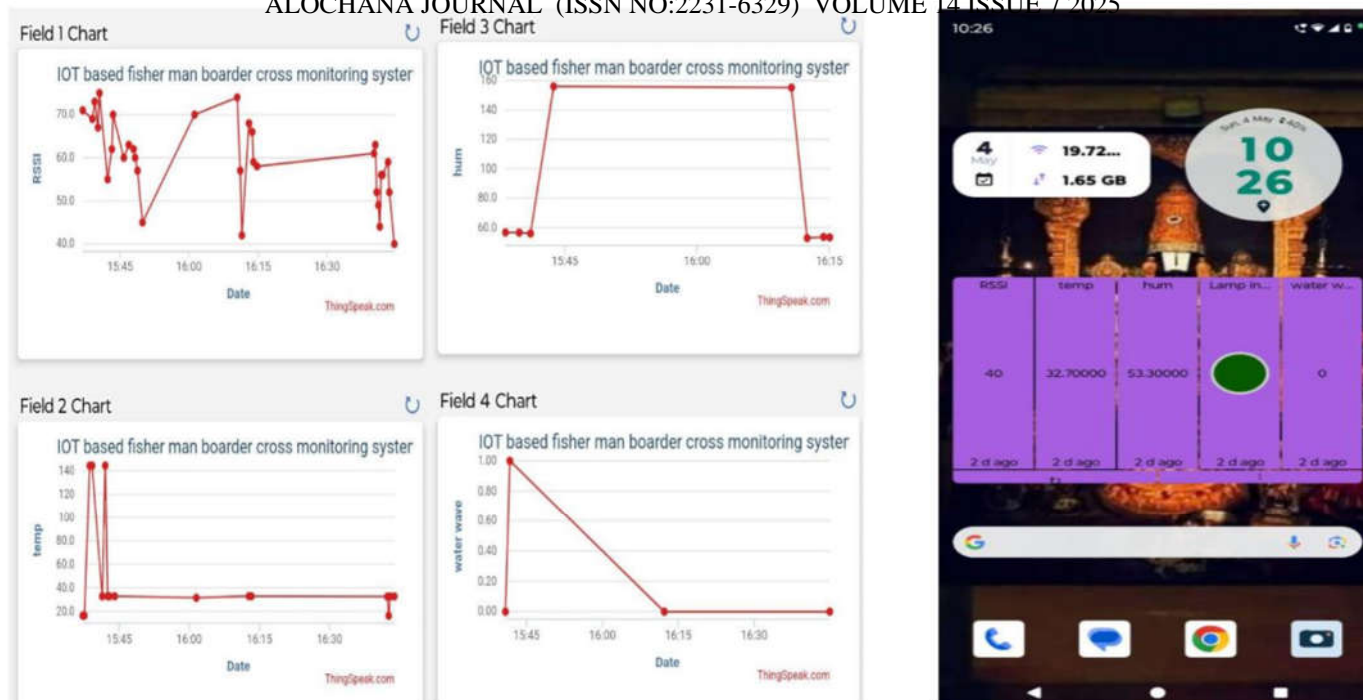 ALOCHANA JOURNAL (ISSN NO:2231-6329) VOLUME 14 ISSUE 7 2025
Field 1 Chart
IOT based fisher man boarder cross monitoring syster
70.0
60.0
50.0
40.0
RSSI
15:45 16:00 16:15 16:30
Date
ThingSpeak.com
Field 3 Chart
IOT based fisher man boarder cross monitoring syster
160
140
120
100
80.0
60.0
hum
15:45 16:00 16:15
Date
ThingSpeak.com
Field 2 Chart
IOT based fisher man boarder cross monitoring syster
140
120
100
80.0
60.0
40.0
20.0
temp
15:45 16:00 16:15 16:30
Date
ThingSpeak.com
Field 4 Chart
IOT based fisher man boarder cross monitoring syster
1.00
0.80
0.60
0.40
0.20
0.00
water wave
15:45 16:00 16:15 16:30
Date
ThingSpeak.com
10:26
4
May
19.72...
1.65 GB
Sun, 4 May 40%
10
26
RSSI temp hum Lamp in... water w...
40 32.70000 53.30000 0
2 d ago 2 d ago 2 d ago 2 d ago 2 d ago